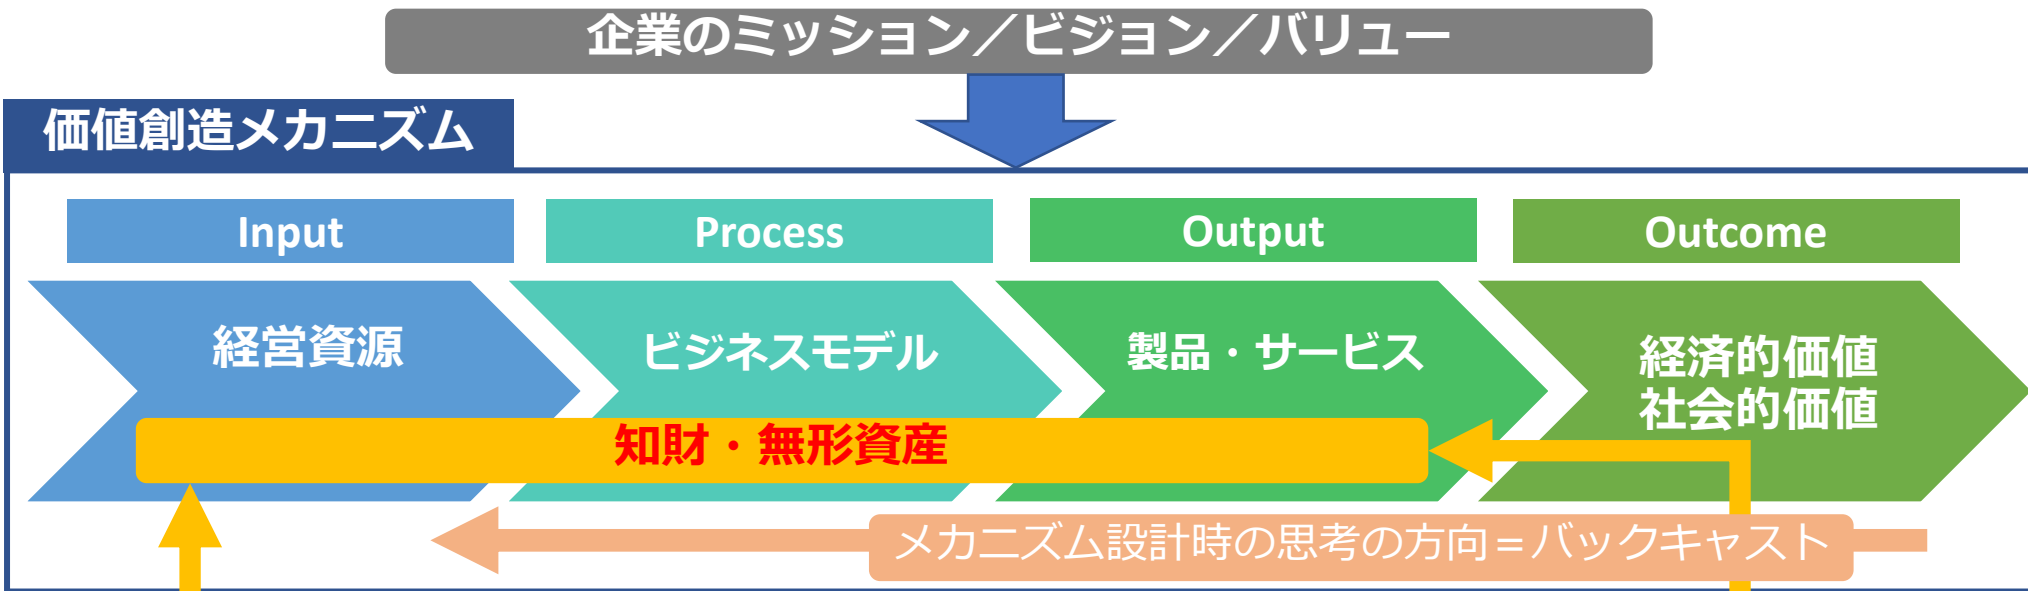 企業のミッション／ビジョン／バリュー
価値創造メカニズム
Input
Process
Output
Outcome
経営資源
ビジネスモデル
製品・サービス
経済的価値
社会的価値
知財・無形資産
メカニズム設計時の思考の方向＝バックキャスト